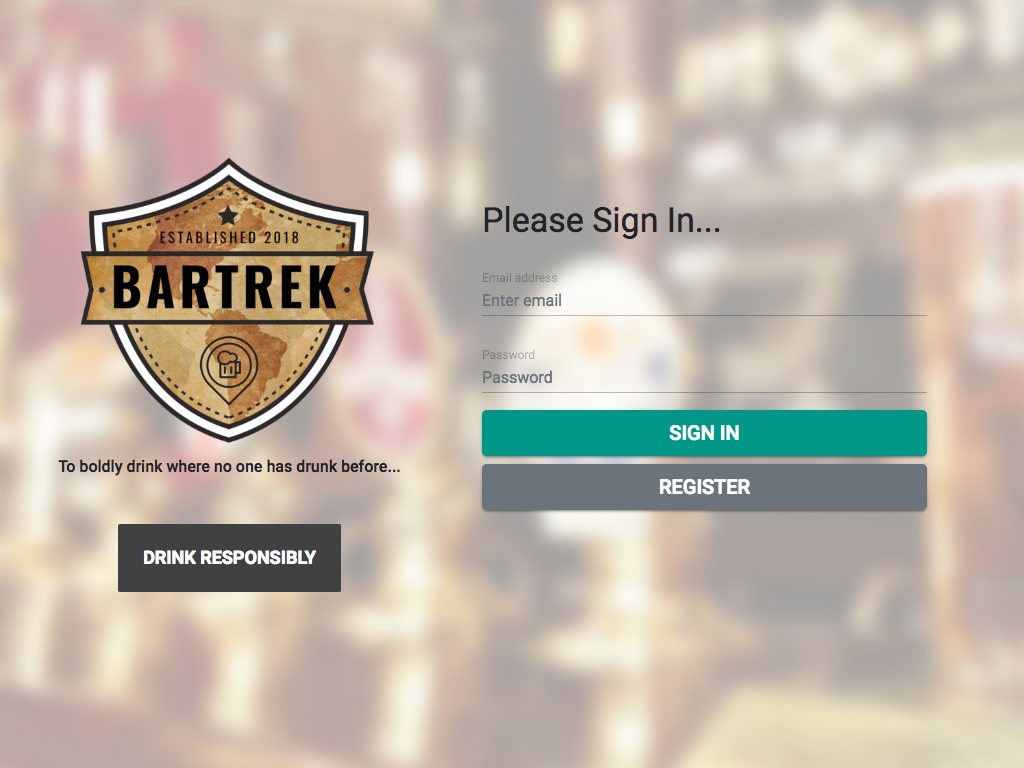 ESTABLISHED 2018
BARTREK
To boldly drink where no one has drunk before...
DRINK RESPONSIBLY
Please Sign In...
Email address
Enter email
Password
Password
SIGN IN
REGISTER